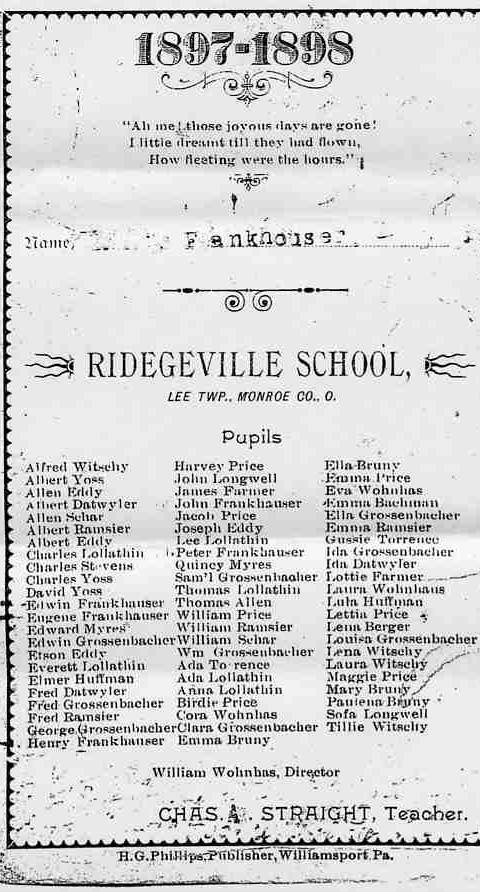 1897-1898
"Ah me! those joyous days are gone!
I little dreamt till they had flown,
How fleeting were the hours."
Name, Fankhouser
RIDEGEVILLE SCHOOL,
LEE TWP., MONROE CO., O.
Pupils
Alfred Witschy
Albert Yoss
Allen Eddy
Albert Datwyler
Allen Schar
Albert Ramsier
Albert Eddy
Charles Lollathin
Charles Stevens
Charles Yoss
David Yoss
Edwin Frankhauser
Eugene Frankhauser
Edward Myres
Edwin Grossenbacher
Etson Eddy
Everett Lollathin
Elmer Huffman
Fred Datwyler
Fred Grossenbacher
Fred Ramsier
George Grossenbacher
Henry Frankhauser
Harvey Price
John Longwell
James Farmer
John Frankhauser
Jacob Price
Joseph Eddy
Lee Lollathin
Peter Frankhauser
Quincy Myres
Sam'l Grossenbacher
Thomas Lollathin
Thomas Allen
William Price
William Ramsier
William Schar
Wm Grossenbacher
Ada Torrence
Ada Lollathin
Anna Lollathin
Birdie Price
Cora Wohnhas
Clara Grossenbacher
Emma Bruny
Ella Bruny
Emma Price
Eva Wohnhas
Emma Bachman
Ella Grossenbacher
Emma Ramsier
Gussie Torrence
Ida Grossenbacher
Ida Datwyler
Lottie Farmer
Laura Wohnhaus
Lula Huffman
Lettia Price
Lena Berger
Louisa Grossenbacher
Lena Witschy
Laura Witschy
Maggie Price
Mary Bruny
Paulena Bruny
Sofa Longwell
Tillie Witschy
William Wohnhas, Director
CHAS. A. STRAIGHT, Teacher.
H.G. Phillips, Publisher, Williamsport, Pa.